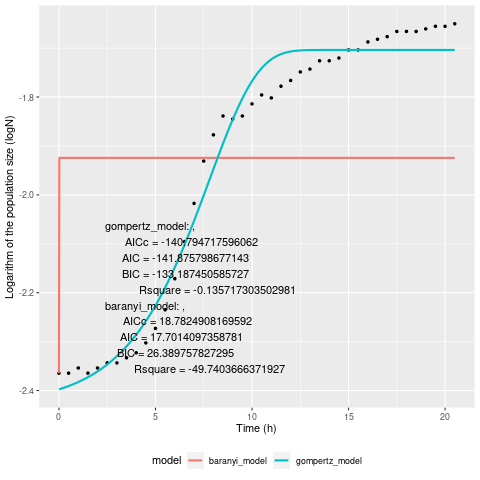 Logarithm of the population size (logN)
-1.8
-2.0
-2.2
-2.4
gompertz_model: ,
AICc = -140.794717596062
AIC = -141.875798677143
BIC = -133.187450585727
Rsquare = -0.135717303502981
baranyi_model: ,
AICc = 18.7824908169592
AIC = 17.7014097358781
BIC = 26.389757827295
Rsquare = -49.7403666371927
0 5 10 15 20
Time (h)
model baranyi_model gompertz_model